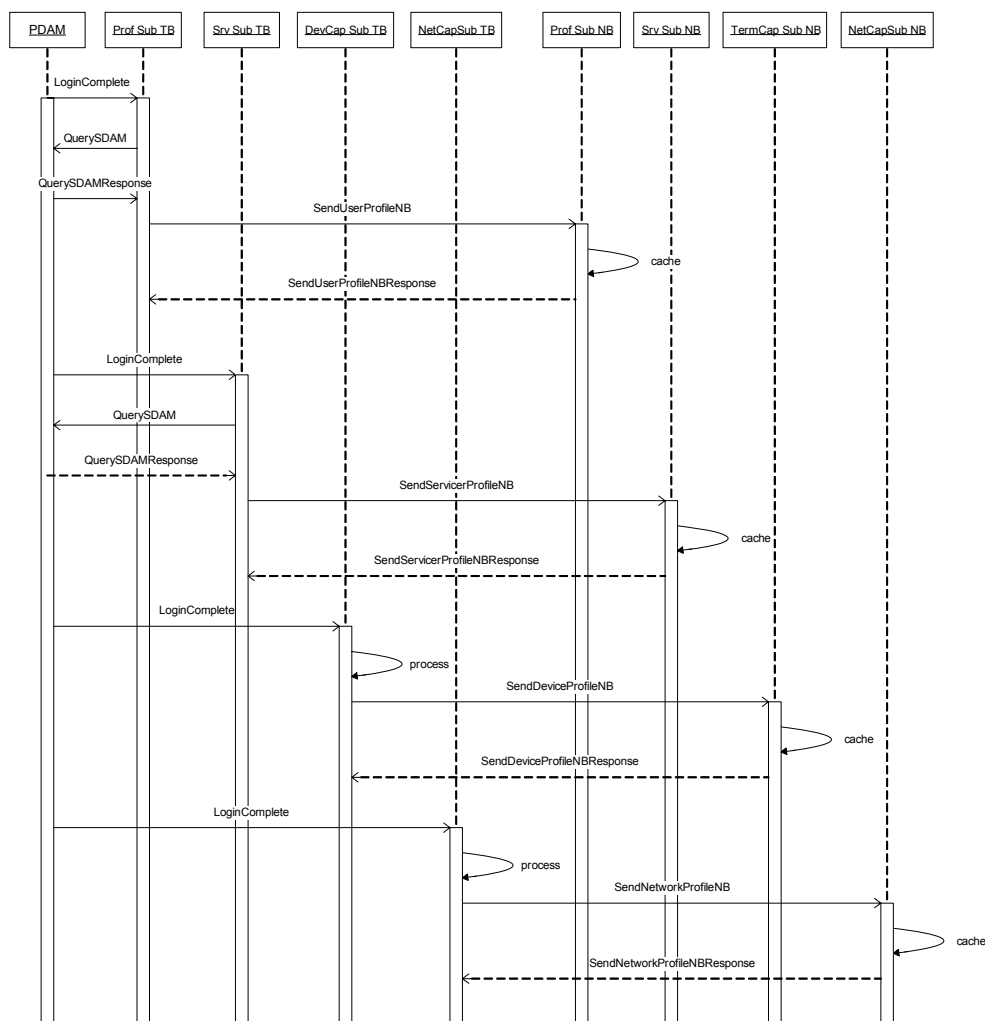 PDAM
Prof Sub TB
Srv Sub TB
DevCap Sub TB
NetCapSub TB
Prof Sub NB
Srv Sub NB
TermCap Sub NB
NetCapSub NB
LoginComplete
QuerySDAM
QuerySDAMResponse
SendUserProfileNB
cache
SendUserProfileNBResponse
LoginComplete
QuerySDAM
QuerySDAMResponse
SendServicerProfileNB
cache
SendServicerProfileNBResponse
LoginComplete
process
SendDeviceProfileNB
cache
SendDeviceProfileNBResponse
LoginComplete
process
SendNetworkProfileNB
cache
SendNetworkProfileNBResponse